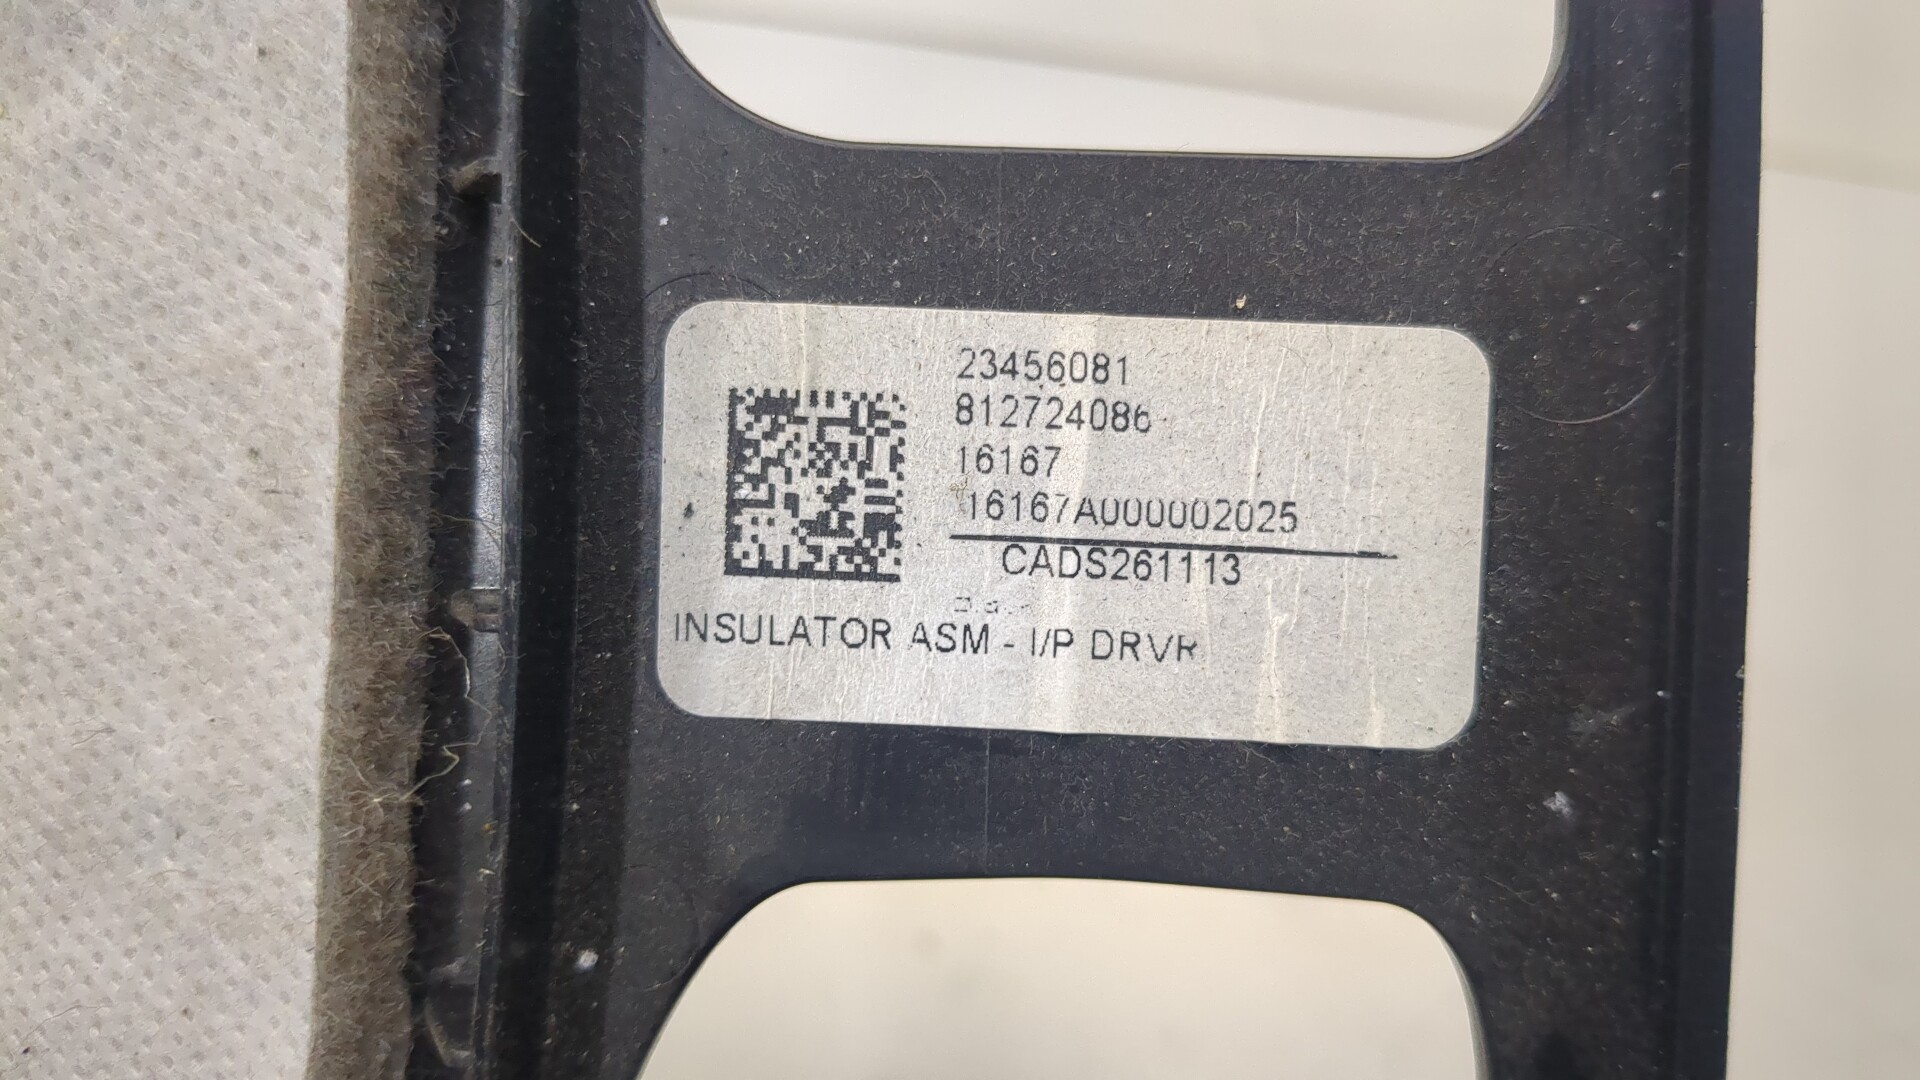 23456081
812724086
16167
16167A000002025
CADS261113
INSULATOR ASM - I/P DRVR